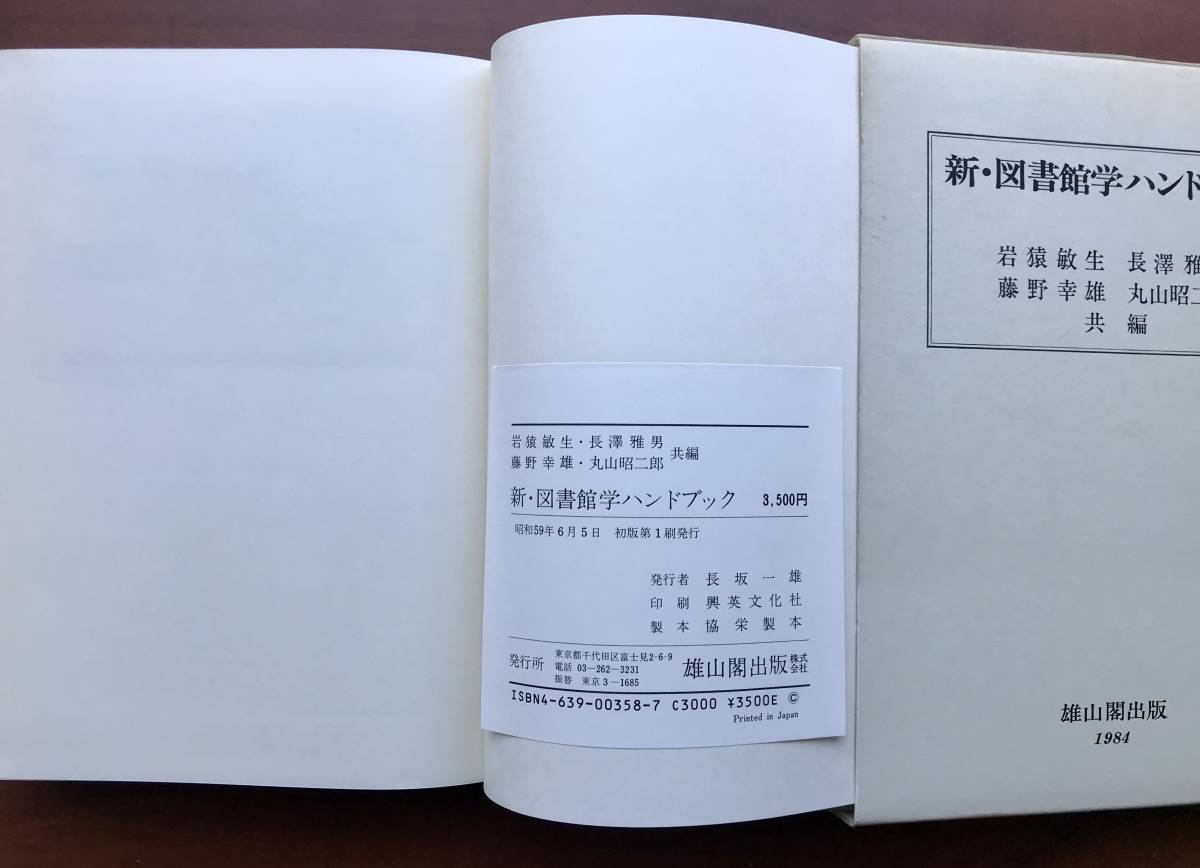 岩猿敏生・長澤雅男
藤野幸雄・丸山昭二郎
共編
新・図書館学ハンドブック 3,500円
昭和59年6月5日 初版第1刷発行
発行者 長坂一雄
印刷 興英文化社
製本 協栄製本
発行所
東京都千代田区富士見2-6-9
電話 03-262-3231
振替 東京3-1685
雄山閣出版株式会社
ISBN4-639-00358-7 C3000 ¥3500E ©
Printed in Japan
新・図書館学ハンド
岩猿敏生 長澤雅
藤野幸雄 丸山昭二
共編
雄山閣出版
1984